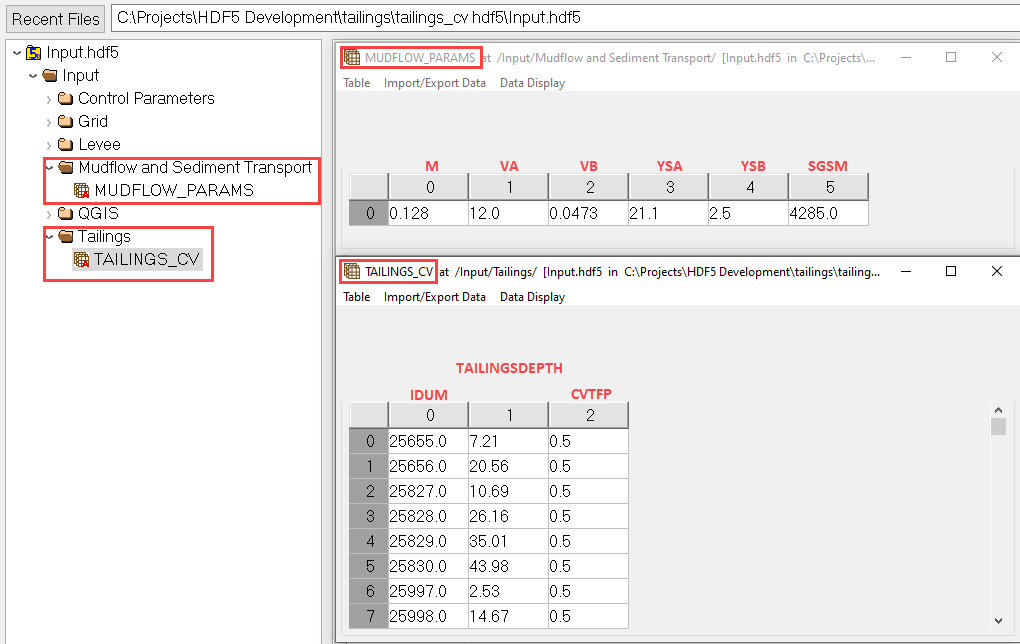 Recent Files
C:\Projects\HDF5 Development\tailings\tailings_cv hdf5\Input.hdf5
Input.hdf5
Input
Control Parameters
Grid
Levee
Mudflow and Sediment Transport
MUDFLOW_PARAMS
QGIS
Tailings
TAILINGS_CV
MUDFLOW_PARAMS at /Input/Mudflow and Sediment Transport/ [Input.hdf5 in C:\Projects\...
Table Import/Export Data Data Display
M VA VB YSA YSB SGSM
0 1 2 3 4 5
0 0.128 12.0 0.0473 21.1 2.5 4285.0
TAILINGS_CV at /Input/Tailings/ [Input.hdf5 in C:\Projects\HDF5 Development\tailings\tailing...
Table Import/Export Data Data Display
TAILINGSDEPTH
IDUM CVTFP
0 1 2
0 25655.0 7.21 0.5
1 25656.0 20.56 0.5
2 25827.0 10.69 0.5
3 25828.0 26.16 0.5
4 25829.0 35.01 0.5
5 25830.0 43.98 0.5
6 25997.0 2.53 0.5
7 25998.0 14.67 0.5